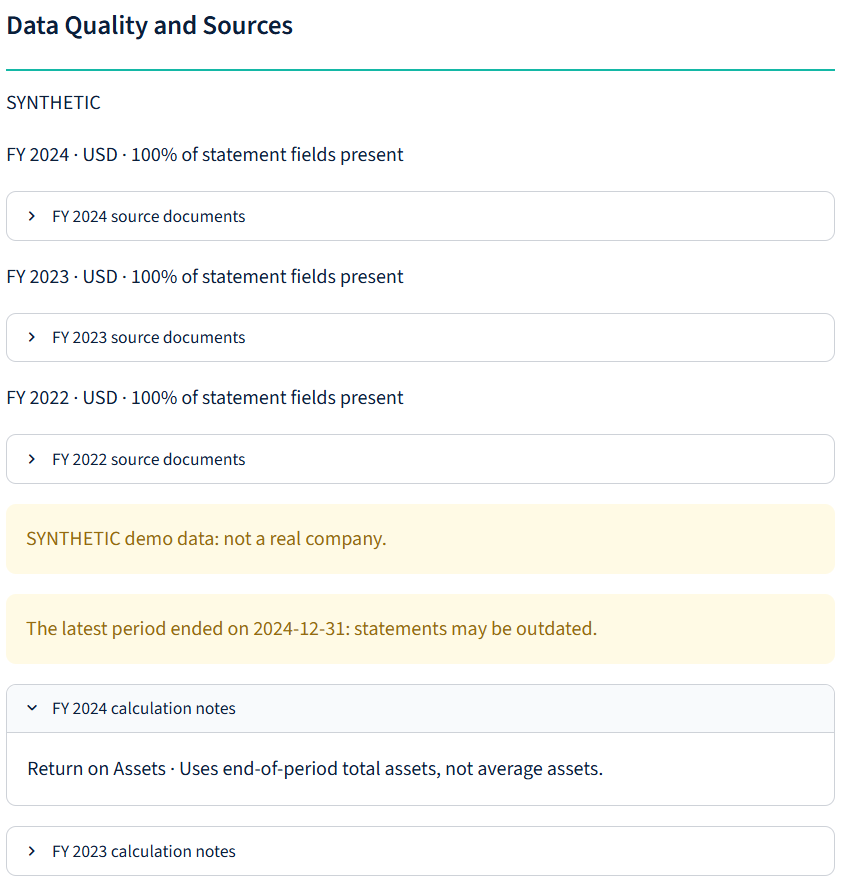 Data Quality and Sources
SYNTHETIC
FY 2024 · USD · 100% of statement fields present
FY 2024 source documents
FY 2023 · USD · 100% of statement fields present
FY 2023 source documents
FY 2022 · USD · 100% of statement fields present
FY 2022 source documents
SYNTHETIC demo data: not a real company.
The latest period ended on 2024-12-31: statements may be outdated.
FY 2024 calculation notes
Return on Assets · Uses end-of-period total assets, not average assets.
FY 2023 calculation notes